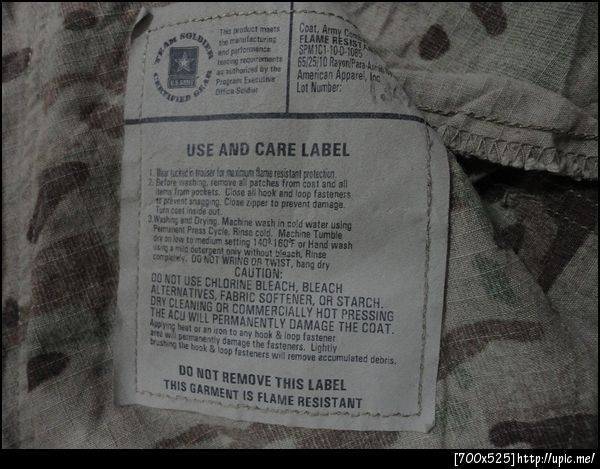 TEAM SOLDIER
CERTIFIED GEAR
U.S. ARMY
This product meets
the manufacturing
and performance
testing requirements
as authorized by the
Program Executive
Office-Soldier
Coat, Army Com
FLAME RESIST
SPM1C1-10-D-1085
65/25/10 Rayon/Para-
American Apparel, Inc
Lot Number:
USE AND CARE LABEL
1. Wear tucked in trouser for maximum flame resistant protection.
2. Before washing, remove all patches from coat and all
items from pockets. Close all hook and loop fasteners
to prevent snagging. Close zipper to prevent damage.
Turn coat inside out.
3. Washing and Drying. Machine wash in cold water using
Permanent Press Cycle. Rinse cold. Machine Tumble
dry on low to medium setting 140° 160°F or Hand wash
using a mild detergent only without bleach. Rinse
completely. DO NOT WRING OR TWIST, hang dry
CAUTION:
DO NOT USE CHLORINE BLEACH, BLEACH
ALTERNATIVES, FABRIC SOFTENER, OR STARCH.
DRY CLEANING OR COMMERCIALLY HOT PRESSING
THE ACU WILL PERMANENTLY DAMAGE THE COAT.
Applying heat or an iron to any hook & loop fastener
area will permanently damage the fasteners. Lightly
brushing the hook & loop fasteners will remove accumulated debris.
DO NOT REMOVE THIS LABEL
THIS GARMENT IS FLAME RESISTANT
[700x525]http://upic.me/